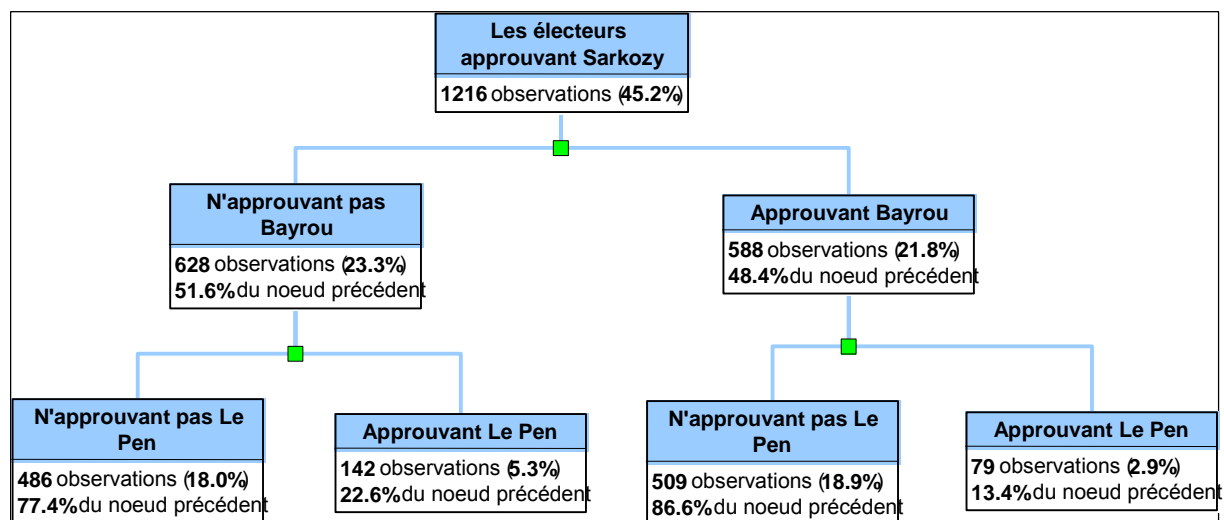 Les électeurs
approuvant Sarkozy
1216 observations (45.2%)
N'approuvant pas
Bayrou
628 observations (23.3%)
51.6% du noeud précédent
Approuvant Bayrou
588 observations (21.8%)
48.4% du noeud précédent
N'approuvant pas Le
Pen
486 observations (18.0%)
77.4% du noeud précédent
Approuvant Le Pen
142 observations (5.3%)
22.6% du noeud précédent
N'approuvant pas Le
Pen
509 observations (18.9%)
86.6% du noeud précédent
Approuvant Le Pen
79 observations (2.9%)
13.4% du noeud précédent